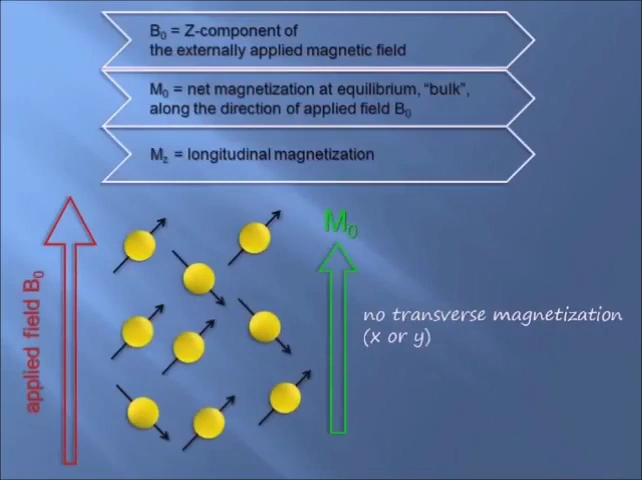 B₀ = Z-component of
the externally applied magnetic field
M₀ = net magnetization at equilibrium, “bulk”,
along the direction of applied field B₀
M_z = longitudinal magnetization
applied field B₀
M₀
no transverse magnetization
(x or y)